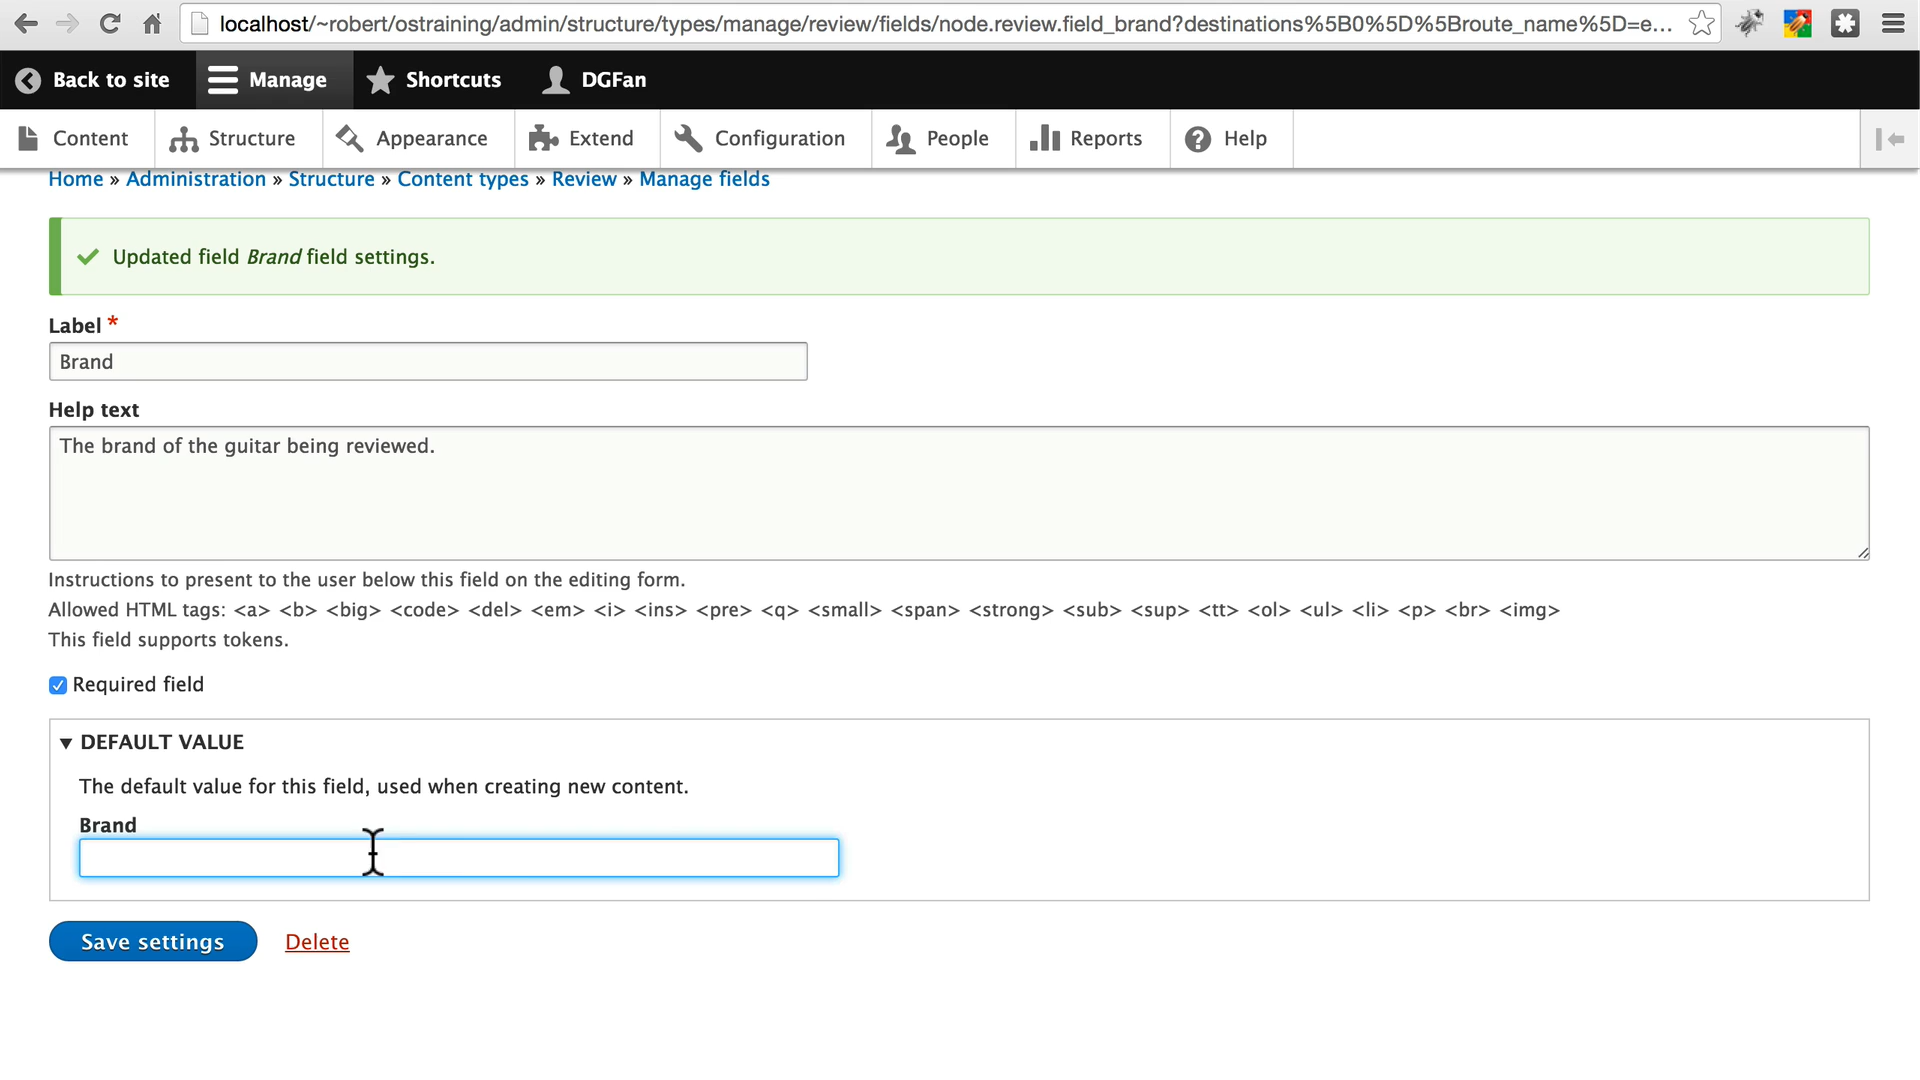 localhost/~robert/ostraining/admin/structure/types/manage/review/fields/node.review.field_brand?destinations%5B0%5D%5Broute_name%5D=e...
Back to site Manage Shortcuts DGFan
Content Structure Appearance Extend Configuration People Reports Help
Home » Administration » Structure » Content types » Review » Manage fields
Updated field Brand field settings.
Label *
Brand
Help text
The brand of the guitar being reviewed.
Instructions to present to the user below this field on the editing form.
Allowed HTML tags: <a> <b> <big> <code> <del> <em> <i> <ins> <pre> <q> <small> <span> <strong> <sub> <sup> <tt> <ol> <ul> <li> <p> <br> <img>
This field supports tokens.
Required field
DEFAULT VALUE
The default value for this field, used when creating new content.
Brand
Save settings Delete